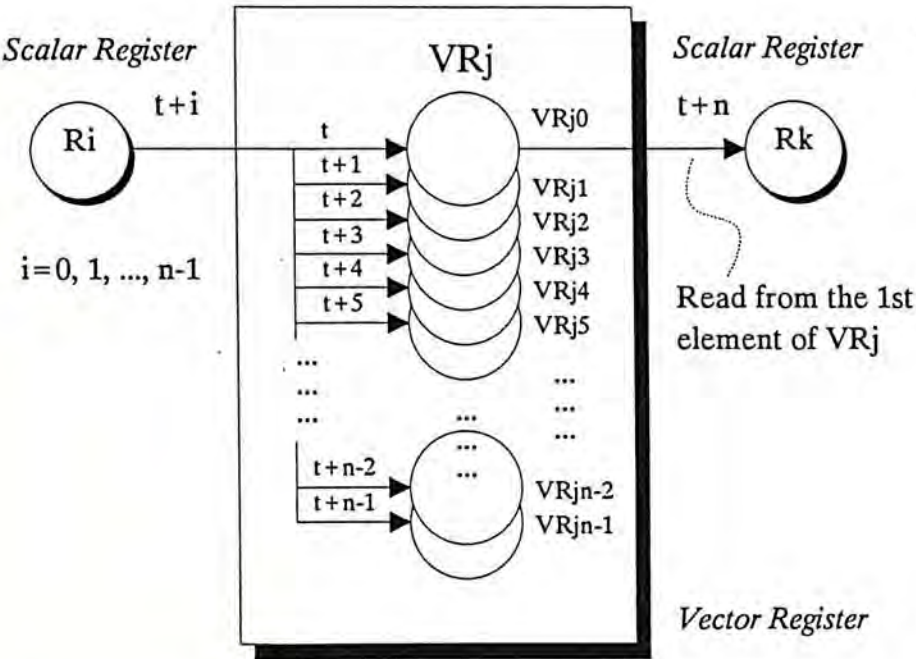 Scalar Register
VRj
Scalar Register
t+i
t
VRj0
t+n
Ri
Rk
t+1
VRj1
t+2
VRj2
t+3
VRj3
i=0, 1, ..., n-1
t+4
VRj4
Read from the 1st
element of VRj
t+5
VRj5
...
...
...
...
...
...
...
...
...
t+n-2
VRjn-2
t+n-1
VRjn-1
Vector Register